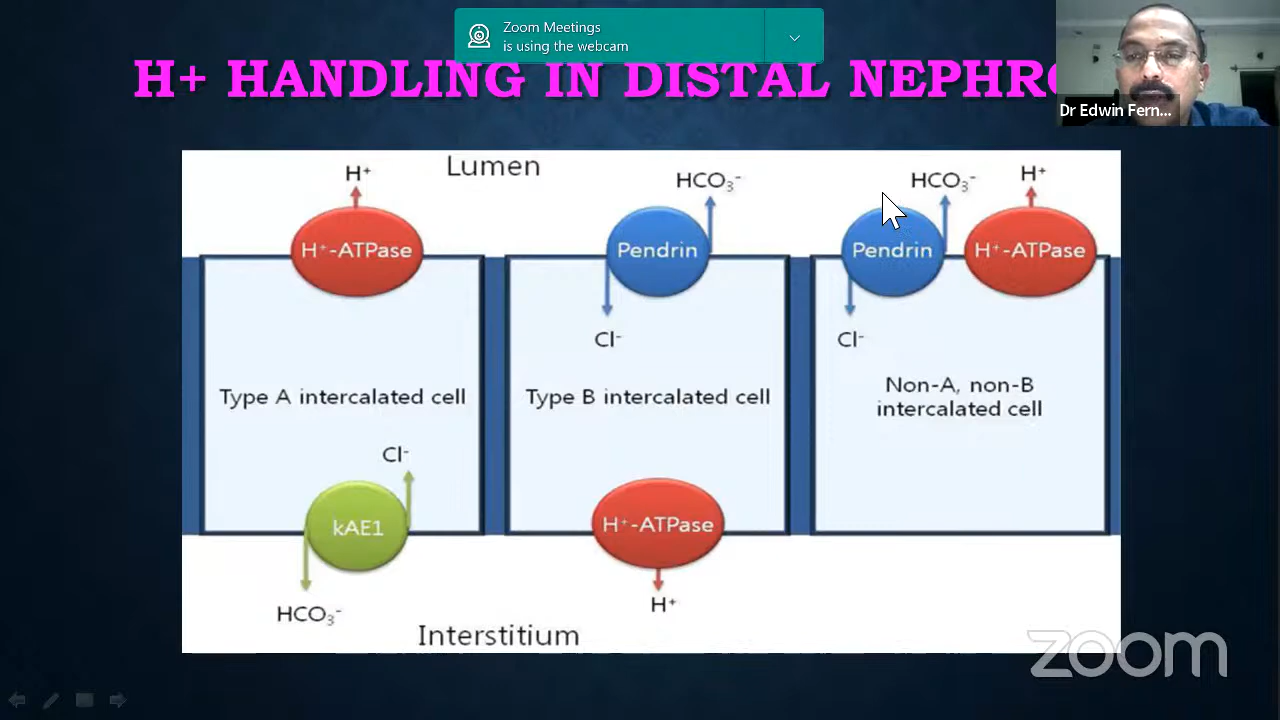 Zoom Meetings
is using the webcam
H+ HANDLING IN DISTAL NEPHRO
Dr Edwin Fern...
Lumen
H⁺
HCO₃⁻
HCO₃⁻
H⁺
H⁺-ATPase
Pendrin
Pendrin
H⁺-ATPase
Cl⁻
Cl⁻
Type A intercalated cell
Type B intercalated cell
Non-A, non-B
intercalated cell
Cl⁻
kAE1
H⁺-ATPase
HCO₃⁻
H⁺
Interstitium
zoom